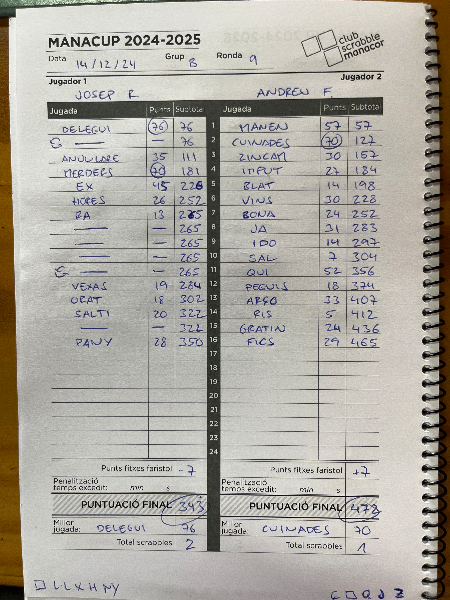 MANACUP 2024-2025
club scrabble manacor
Data 14/12/24 Grup B Ronda 9
Jugador 1 Jugador 2
JOSEP R. ANDREU F.
Jugada Punts Subtotal Jugada Punts Subtotal
DELEGUI 76 76 1 MANEN 57 57
— 76 2 CUINADES 70 127
35 111 3 ZINCAM 30 157
MERDERS 70 181 4 INPUT 27 184
EX 45 226 5 BLAT 14 198
HORES 26 252 6 VINS 30 228
RA 13 265 7 BONA 24 252
— 265 8 JA 31 283
— 265 9 IDO 14 297
— 265 10 SAL 7 304
— 265 11 QUI 52 356
VEXAS 19 284 12 PEGUIS 18 374
ORAT 18 302 13 33 407
SALTI 20 322 14 RIS 5 412
— 322 15 GRATIN 24 436
PANY 28 350 16 FICS 29 465
17
18
19
20
21
22
23
24
Punts fitxes faristol -7 Punts fitxes faristol +7
Penalització temps excedit: min s Penalització temps excedit: min s
PUNTUACIÓ FINAL 343 PUNTUACIÓ FINAL 472
Millor jugada: DELEGUI 76 Millor jugada: CUINADES 70
Total scrabbles 2 Total scrabbles 1
LLXHNY